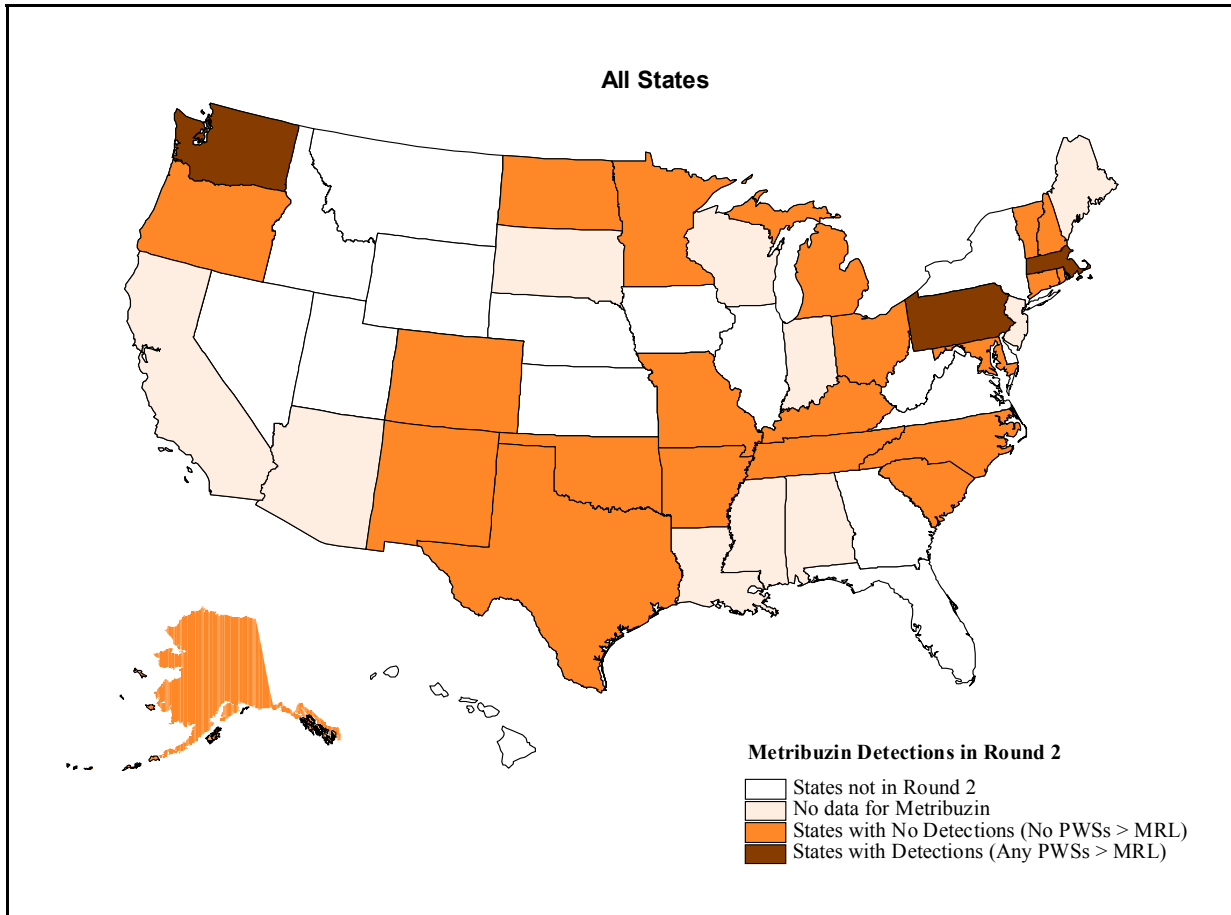 All States
Metribuzin Detections in Round 2
States not in Round 2
No data for Metribuzin
States with No Detections (No PWSs > MRL)
States with Detections (Any PWSs > MRL)